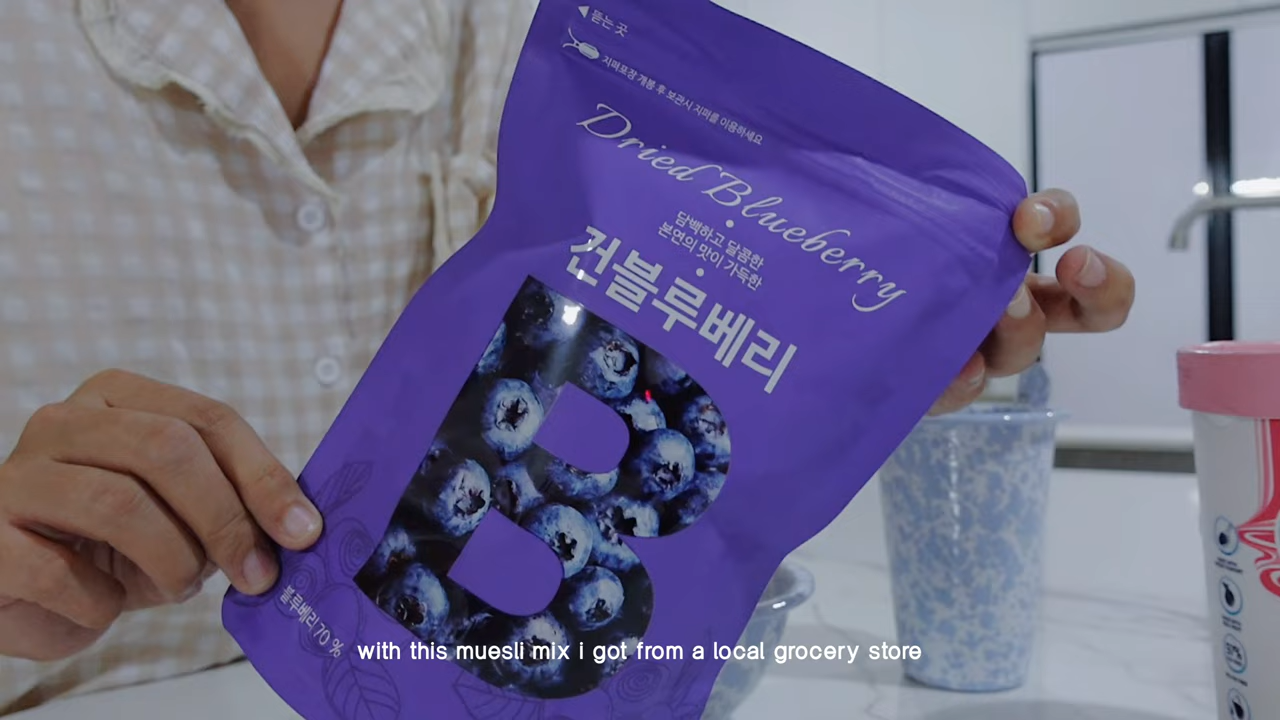 ◀뜯는 곳
지퍼포장 개봉 후 보관시 지퍼를 이용하세요
Dried Blueberry
담백하고 달콤한
본연의 맛이 가득한
건블루베리
블루베리 70 %
with this muesli mix i got from a local grocery store